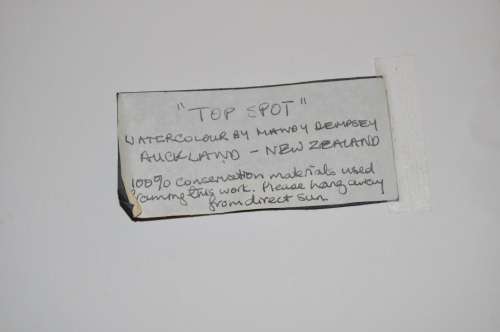 "TOP SPOT"
WATERCOLOUR BY MANDY DEMPSEY
AUCKLAND - NEW ZEALAND
100% Conservation materials used
framing this work. Please hang away
from direct sun.